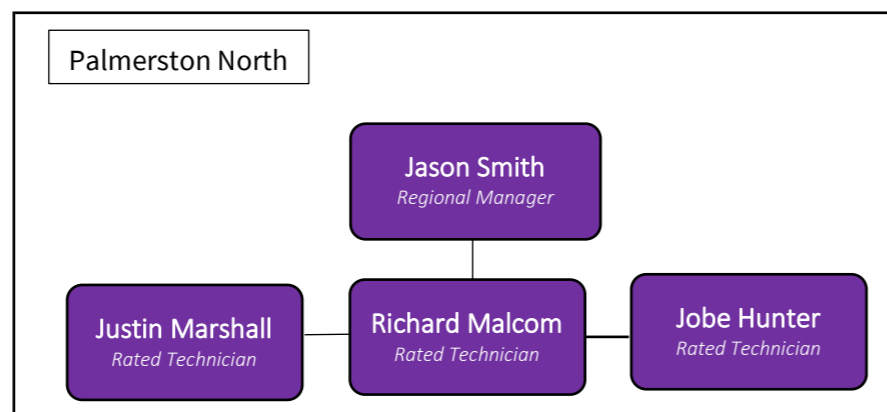 Palmerston North
Jason Smith
Regional Manager
Justin Marshall
Rated Technician
Richard Malcom
Rated Technician
Jobe Hunter
Rated Technician